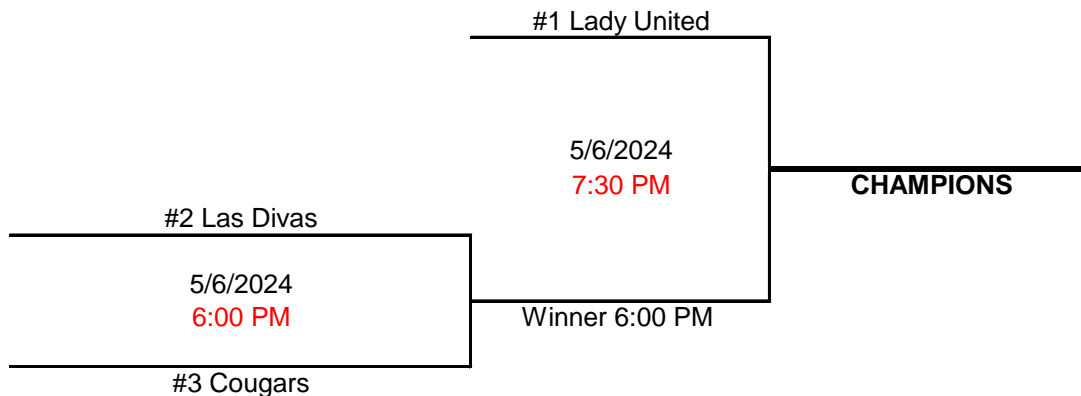 #1 Lady United
5/6/2024
7:30 PM
CHAMPIONS
#2 Las Divas
5/6/2024
6:00 PM
Winner 6:00 PM
#3 Cougars